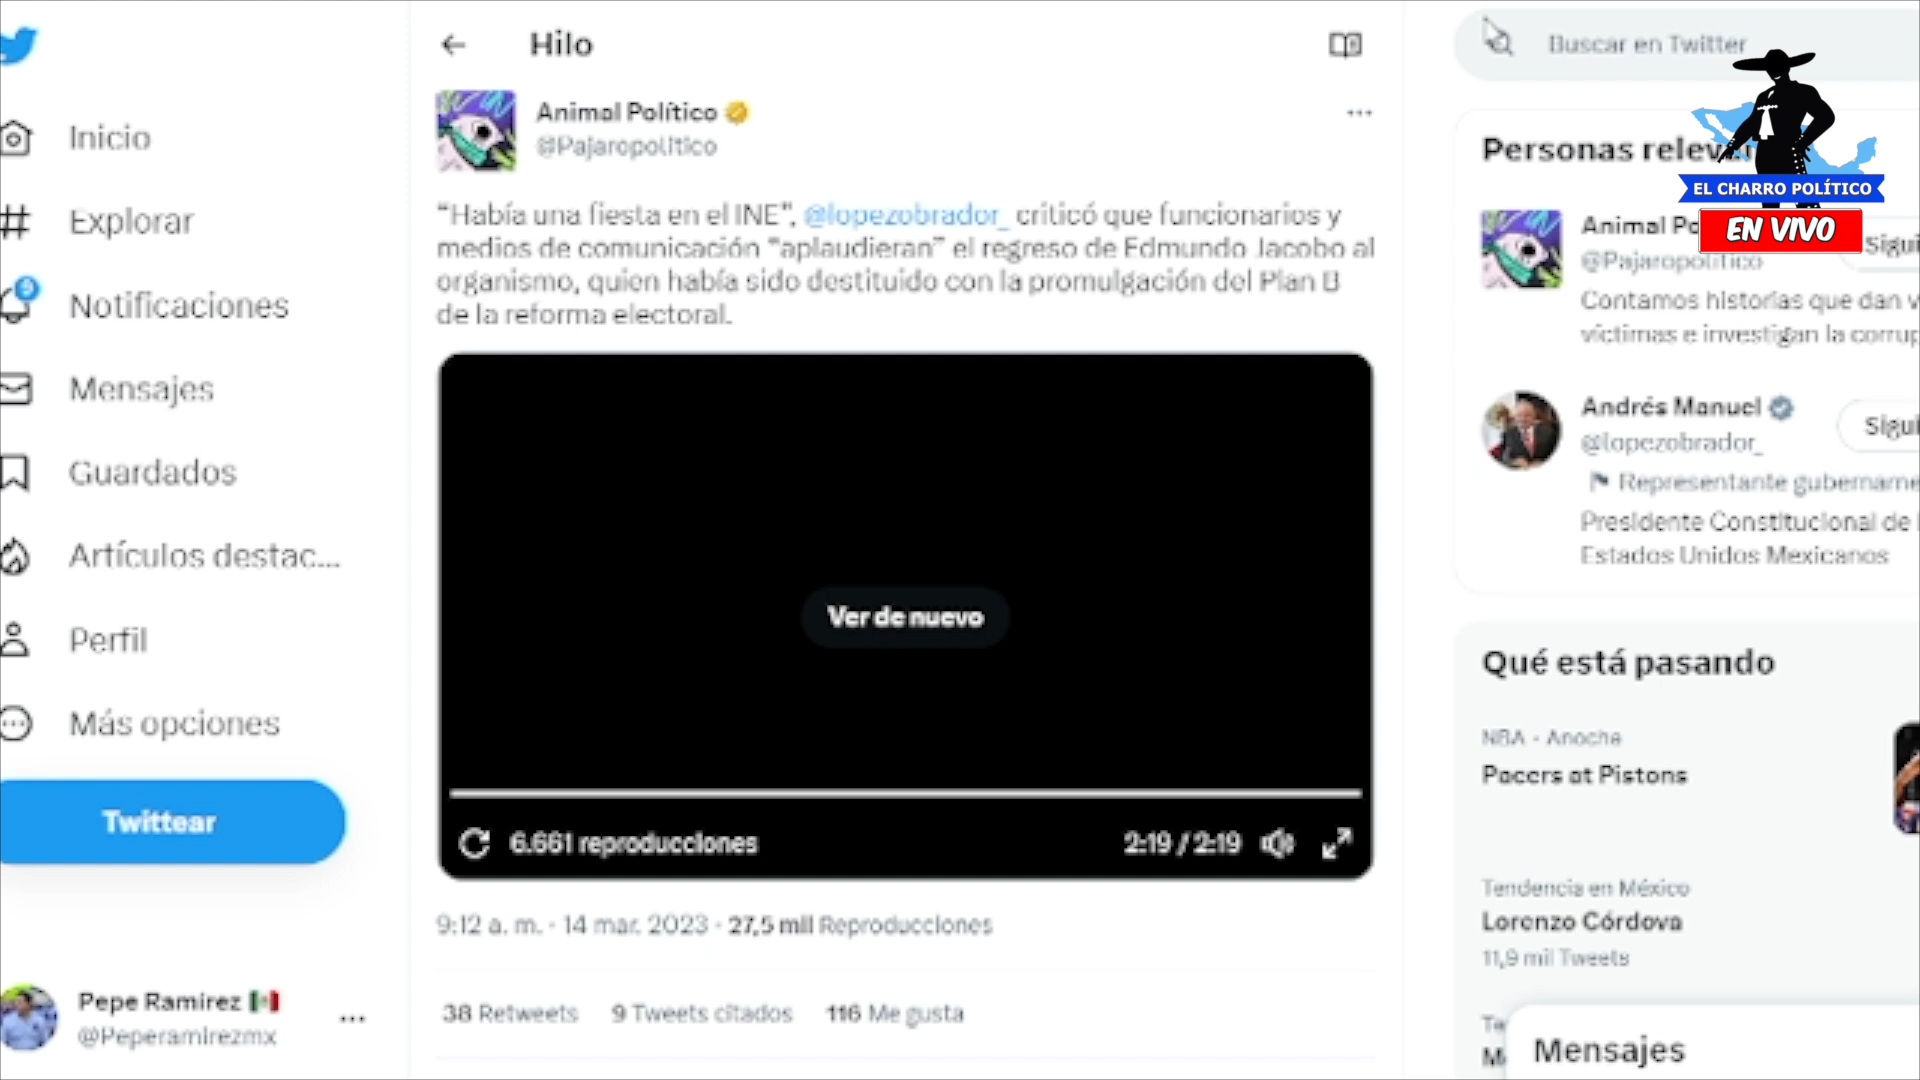 Inicio
Explorar
9
Notificaciones
Mensajes
Guardados
Artículos destac...
Perfil
Más opciones
Twittear
Pepe Ramirez
@Peperamirezmx
Hilo
Animal Político
@Pajaropolitico
“Había una fiesta en el INE”, @lopezobrador_ criticó que funcionarios y
medios de comunicación “aplaudieran” el regreso de Edmundo Jacobo al
organismo, quien había sido destituido con la promulgación del Plan B
de la reforma electoral.
Ver de nuevo
6.661 reproducciones
2:19 / 2:19
9:12 a. m. · 14 mar. 2023 · 27,5 mil Reproducciones
38 Retweets 9 Tweets citados 116 Me gusta
Buscar en Twitter
EL CHARRO POLÍTICO
EN VIVO
Personas relev
Animal Po
Sigui
@Pajaropolitico
Contamos historias que dan v
víctimas e investigan la corrup
Andrés Manuel
Sigui
@lopezobrador_
Representante gubername
Presidente Constitucional de
Estados Unidos Mexicanos
Qué está pasando
NBA · Anoche
Pacers at Pistons
Tendencia en México
Lorenzo Córdova
11,9 mil Tweets
Te
M
Mensajes